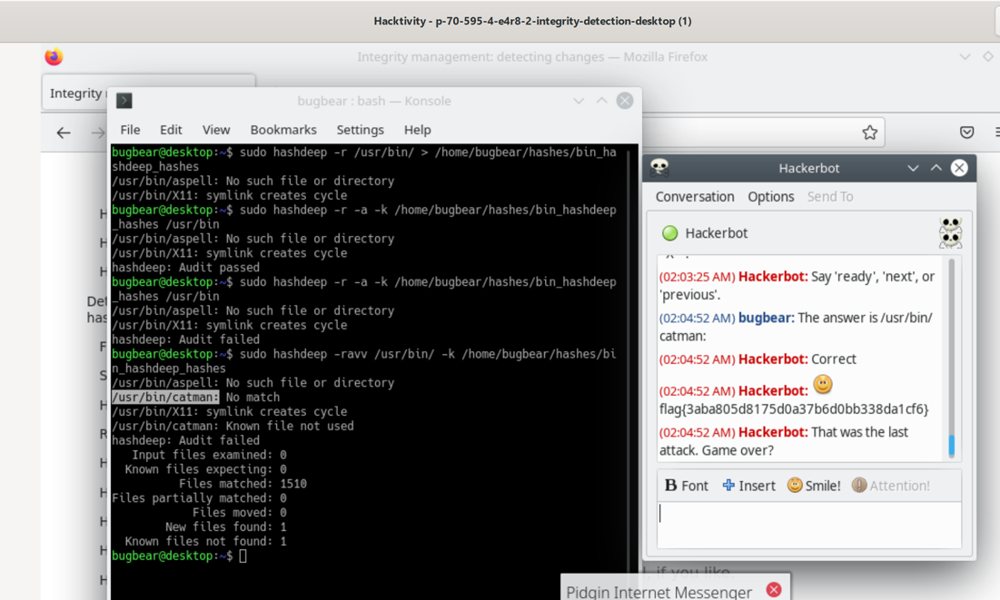 Hacktivity - p-70-595-4-e4r8-2-integrity-detection-desktop (1)
Integrity management: detecting changes — Mozilla Firefox
Integrity
bugbear : bash — Konsole
File Edit View Bookmarks Settings Help
bugbear@desktop:~$ sudo hashdeep -r /usr/bin/ > /home/bugbear/hashes/bin_ha
shdeep_hashes
/usr/bin/aspell: No such file or directory
/usr/bin/X11: symlink creates cycle
bugbear@desktop:~$ sudo hashdeep -r -a -k /home/bugbear/hashes/bin_hashdeep
_hashes /usr/bin
/usr/bin/aspell: No such file or directory
/usr/bin/X11: symlink creates cycle
hashdeep: Audit passed
bugbear@desktop:~$ sudo hashdeep -r -a -k /home/bugbear/hashes/bin_hashdeep
_hashes /usr/bin
/usr/bin/aspell: No such file or directory
/usr/bin/X11: symlink creates cycle
hashdeep: Audit failed
bugbear@desktop:~$ sudo hashdeep -ravv /usr/bin/ -k /home/bugbear/hashes/bi
n_hashdeep_hashes
/usr/bin/aspell: No such file or directory
/usr/bin/catman: No match
/usr/bin/X11: symlink creates cycle
/usr/bin/catman: Known file not used
hashdeep: Audit failed
Input files examined: 0
Known files expecting: 0
Files matched: 1510
Files partially matched: 0
Files moved: 0
New files found: 1
Known files not found: 1
bugbear@desktop:~$
Hackerbot
Conversation Options Send To
Hackerbot
(02:03:25 AM) Hackerbot: Say 'ready', 'next', or
'previous'.
(02:04:52 AM) bugbear: The answer is /usr/bin/
catman:
(02:04:52 AM) Hackerbot: Correct
(02:04:52 AM) Hackerbot:
flag{3aba805d8175d0a37b6d0bb338da1cf6}
(02:04:52 AM) Hackerbot: That was the last
attack. Game over?
B Font Insert Smile! Attention!
if you like.
Pidgin Internet Messenger